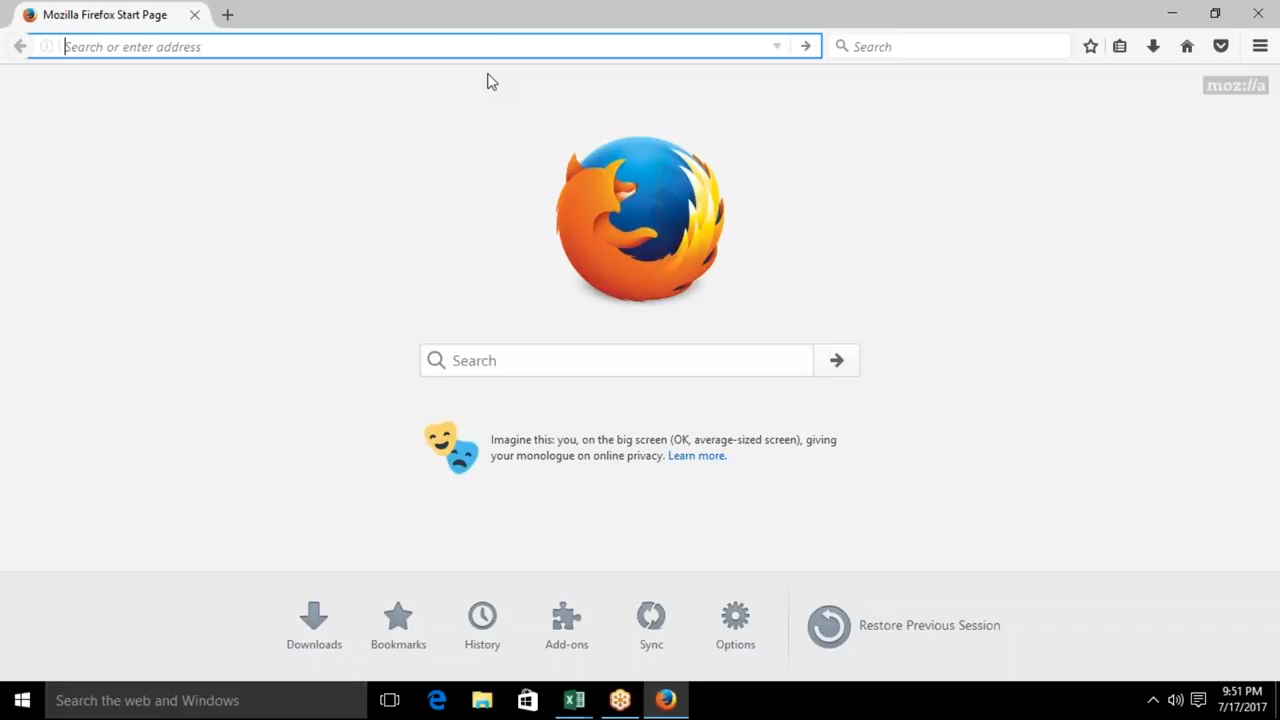 Mozilla Firefox Start Page
Search or enter address
Search
moz://a
Search
Imagine this: you, on the big screen (OK, average-sized screen), giving
your monologue on online privacy. Learn more.
Downloads
Bookmarks
History
Add-ons
Sync
Options
Restore Previous Session
Search the web and Windows
9:51 PM
7/17/2017